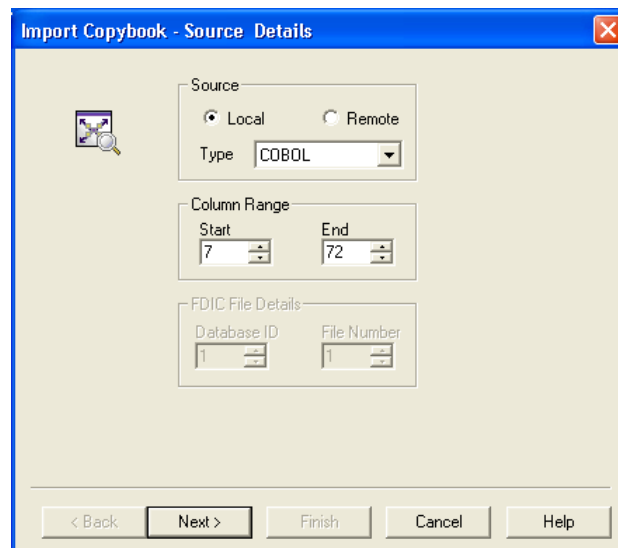 Import Copybook - Source Details
Source
Local Remote
Type COBOL
Column Range
Start End
7 72
FDIC File Details
Database ID File Number
1 1
< Back Next > Finish Cancel Help